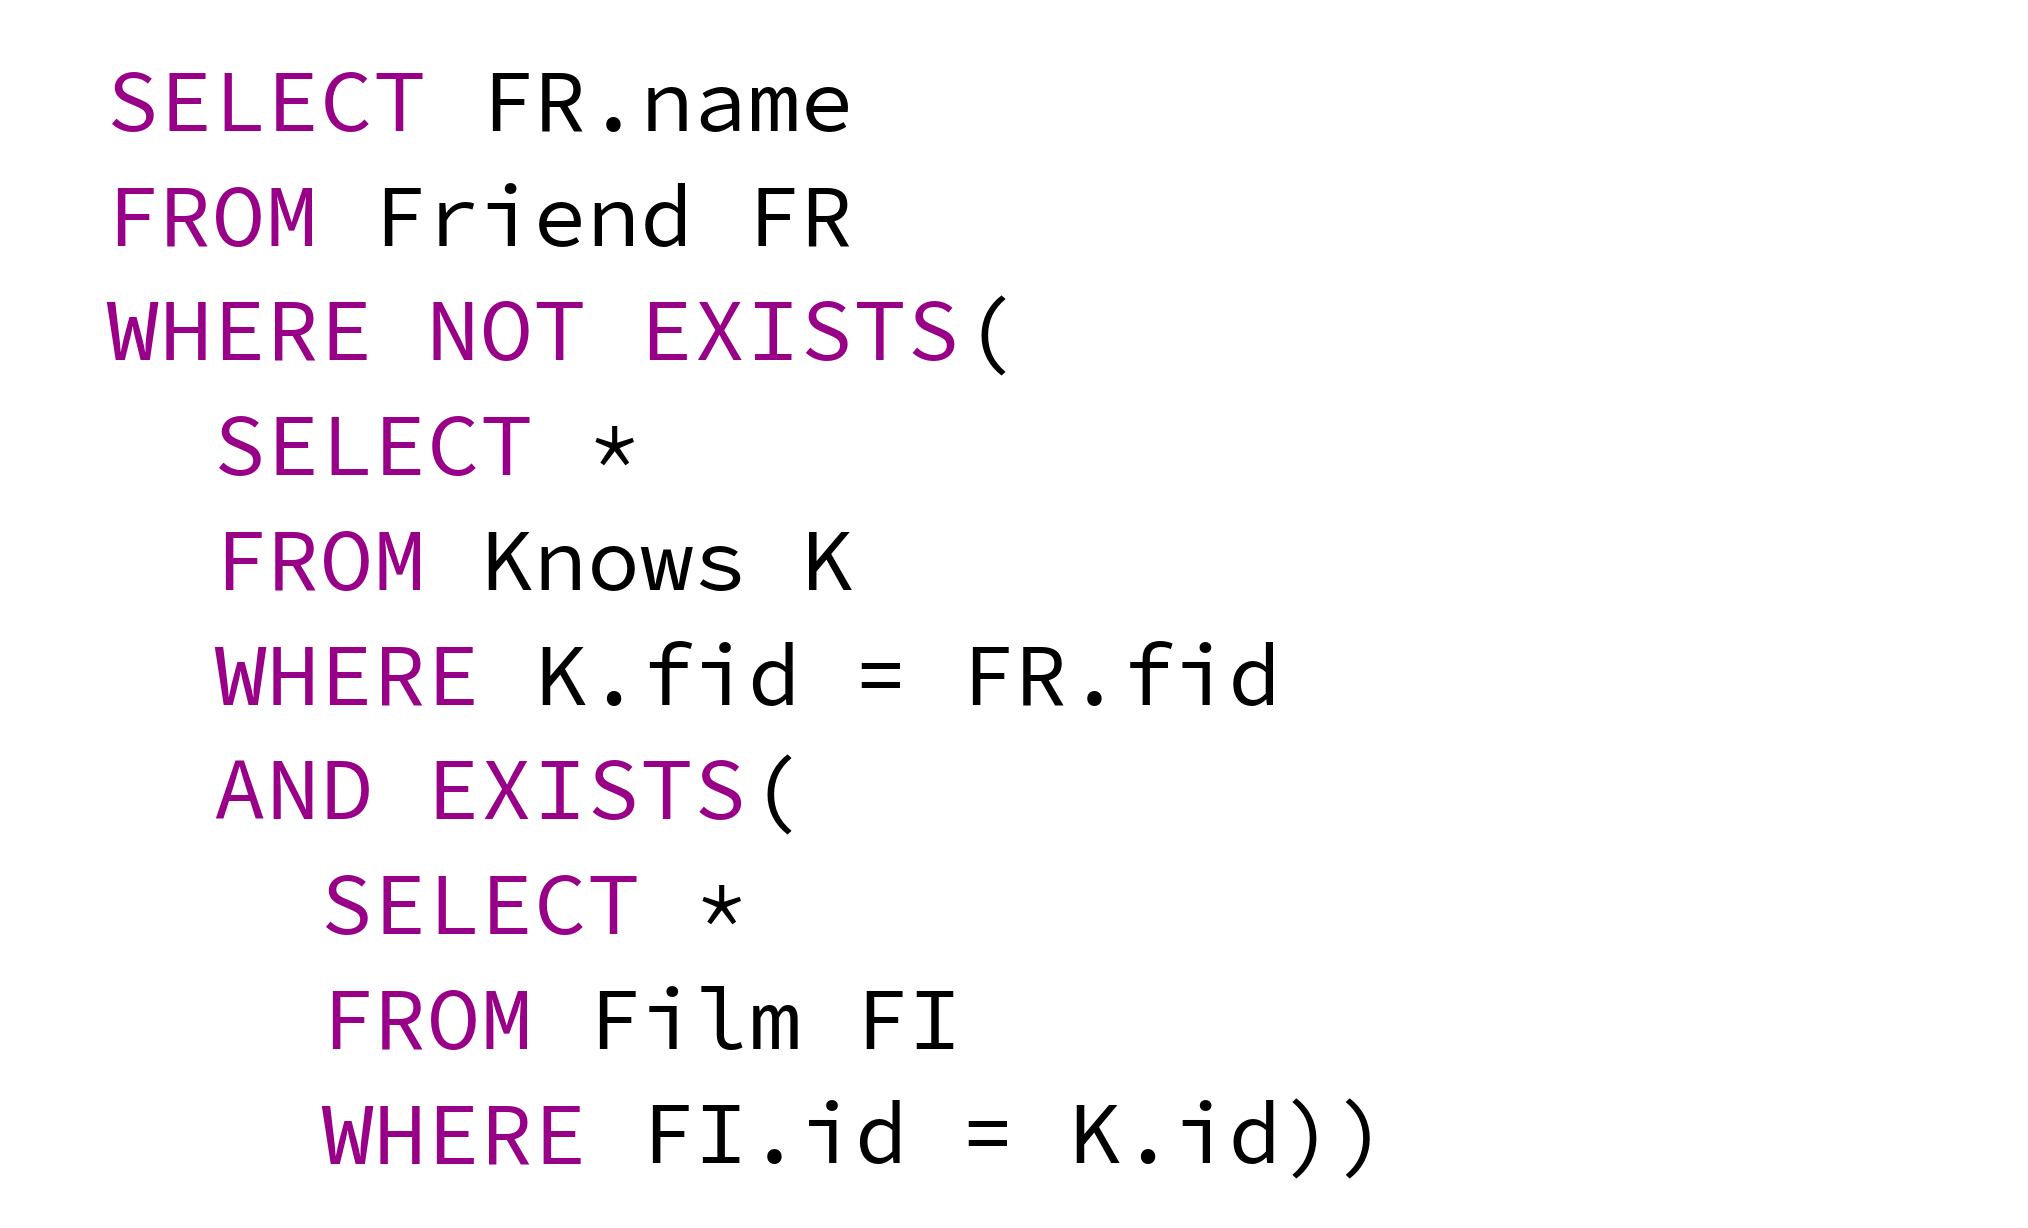 SELECT FR.name
FROM Friend FR
WHERE NOT EXISTS(
SELECT *
FROM Knows K
WHERE K.fid = FR.fid
AND EXISTS(
SELECT *
FROM Film FI
WHERE FI.id = K.id))